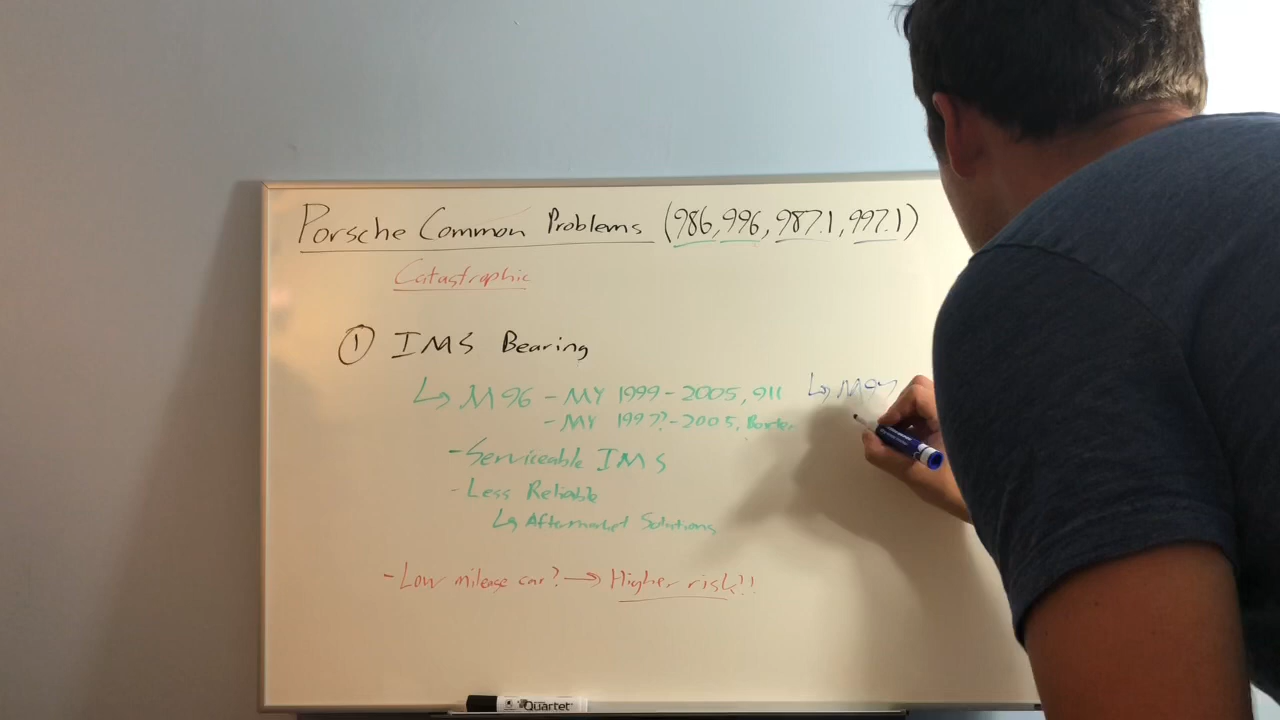 Porsche Common Problems (986, 996, 987.1, 997.1)
Catastrophic
① IMS Bearing
↳ M96 - MY 1999 - 2005, 911 ↳ M97
- MY 1997? - 2005, Boxster
- Serviceable IMS
- Less Reliable
↳ Aftermarket Solutions
- Low mileage car? → Higher risk!!
Quartet